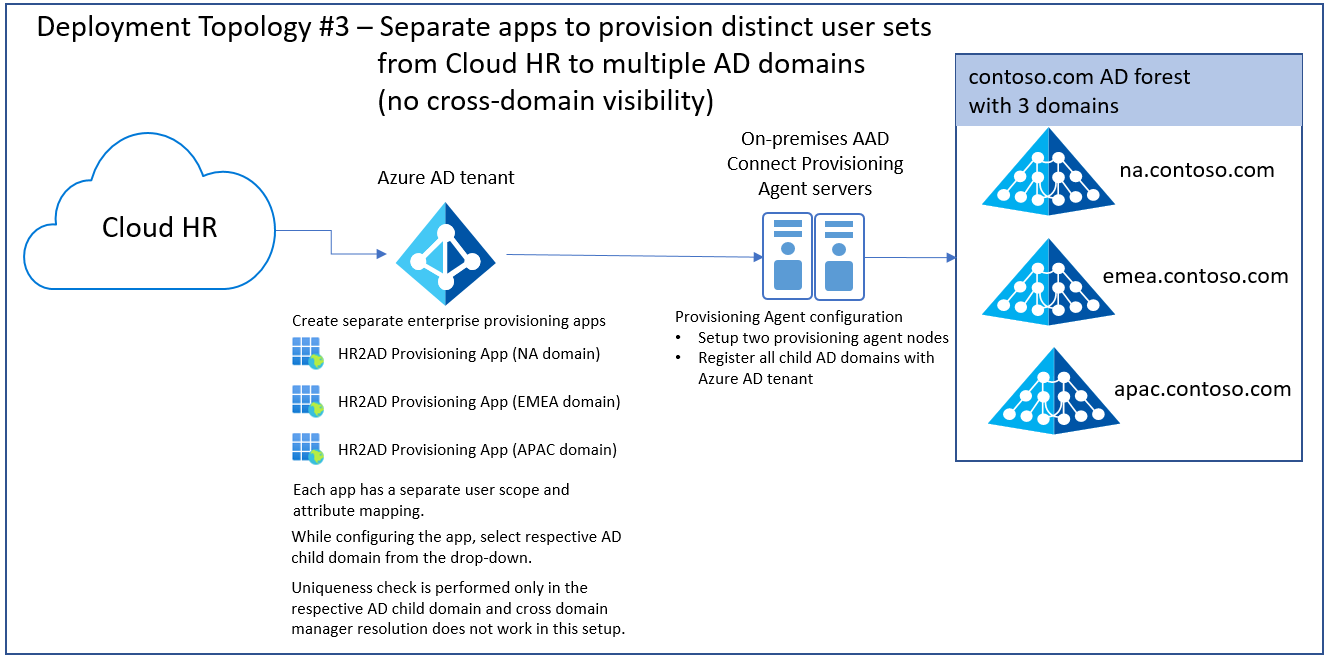 Deployment Topology #3 – Separate apps to provision distinct user sets
from Cloud HR to multiple AD domains
(no cross-domain visibility)
Cloud HR
Azure AD tenant
Create separate enterprise provisioning apps
HR2AD Provisioning App (NA domain)
HR2AD Provisioning App (EMEA domain)
HR2AD Provisioning App (APAC domain)
Each app has a separate user scope and
attribute mapping.
While configuring the app, select respective AD
child domain from the drop-down.
Uniqueness check is performed only in the
respective AD child domain and cross domain
manager resolution does not work in this setup.
On-premises AAD
Connect Provisioning
Agent servers
Provisioning Agent configuration
• Setup two provisioning agent nodes
• Register all child AD domains with
Azure AD tenant
contoso.com AD forest
with 3 domains
na.contoso.com
emea.contoso.com
apac.contoso.com